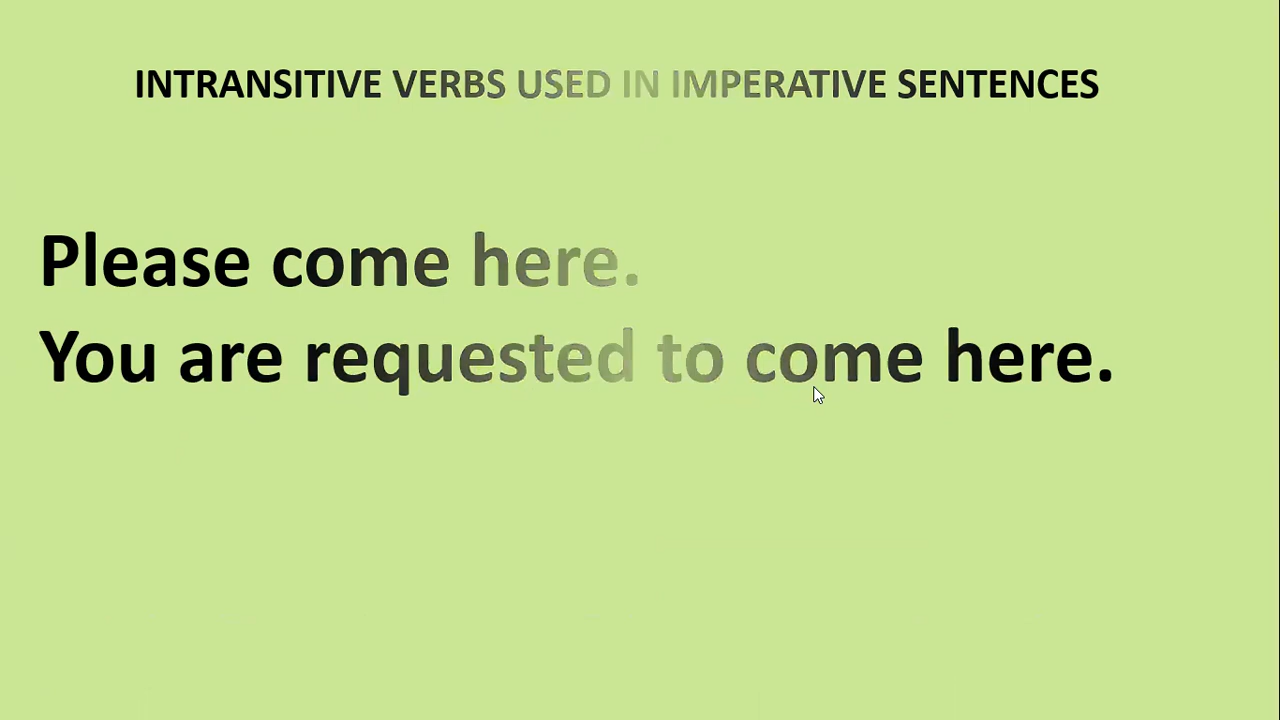 INTRANSITIVE VERBS USED IN IMPERATIVE SENTENCES
Please come here.
You are requested to come here.